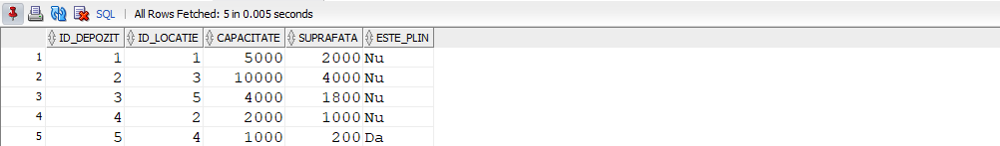 SQL | All Rows Fetched: 5 in 0.005 seconds
ID_DEPOZIT ID_LOCATIE CAPACITATE SUPRAFATA ESTE_PLIN
1 1 1 5000 2000 Nu
2 2 3 10000 4000 Nu
3 3 5 4000 1800 Nu
4 4 2 2000 1000 Nu
5 5 4 1000 200 Da